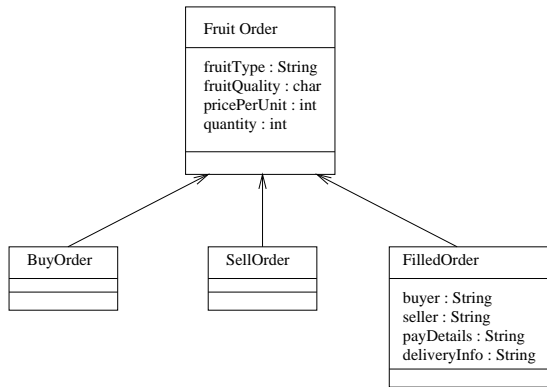 Fruit Order
fruitType : String
fruitQuality : char
pricePerUnit : int
quantity : int
BuyOrder
SellOrder
FilledOrder
buyer : String
seller : String
payDetails : String
deliveryInfo : String